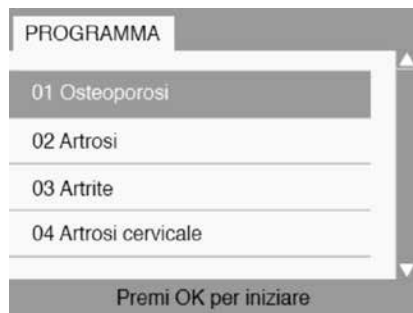 PROGRAMMA
01 Osteoporosi
02 Artrosi
03 Artrite
04 Artrosi cervicale
Premi OK per iniziare